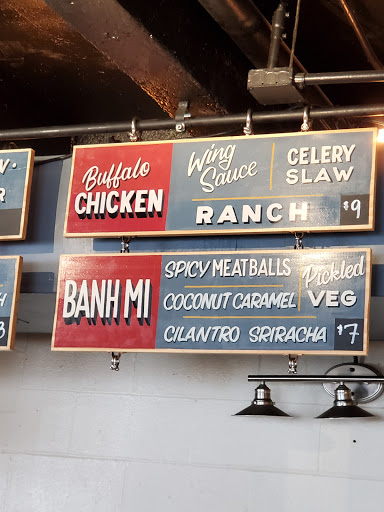 Buffalo
CHICKEN
Wing
Sauce
CELERY
SLAW
RANCH
$9
BANH MI
SPICY MEATBALLS
COCONUT CARAMEL
CILANTRO SRIRACHA
Pickled
VEG
$7